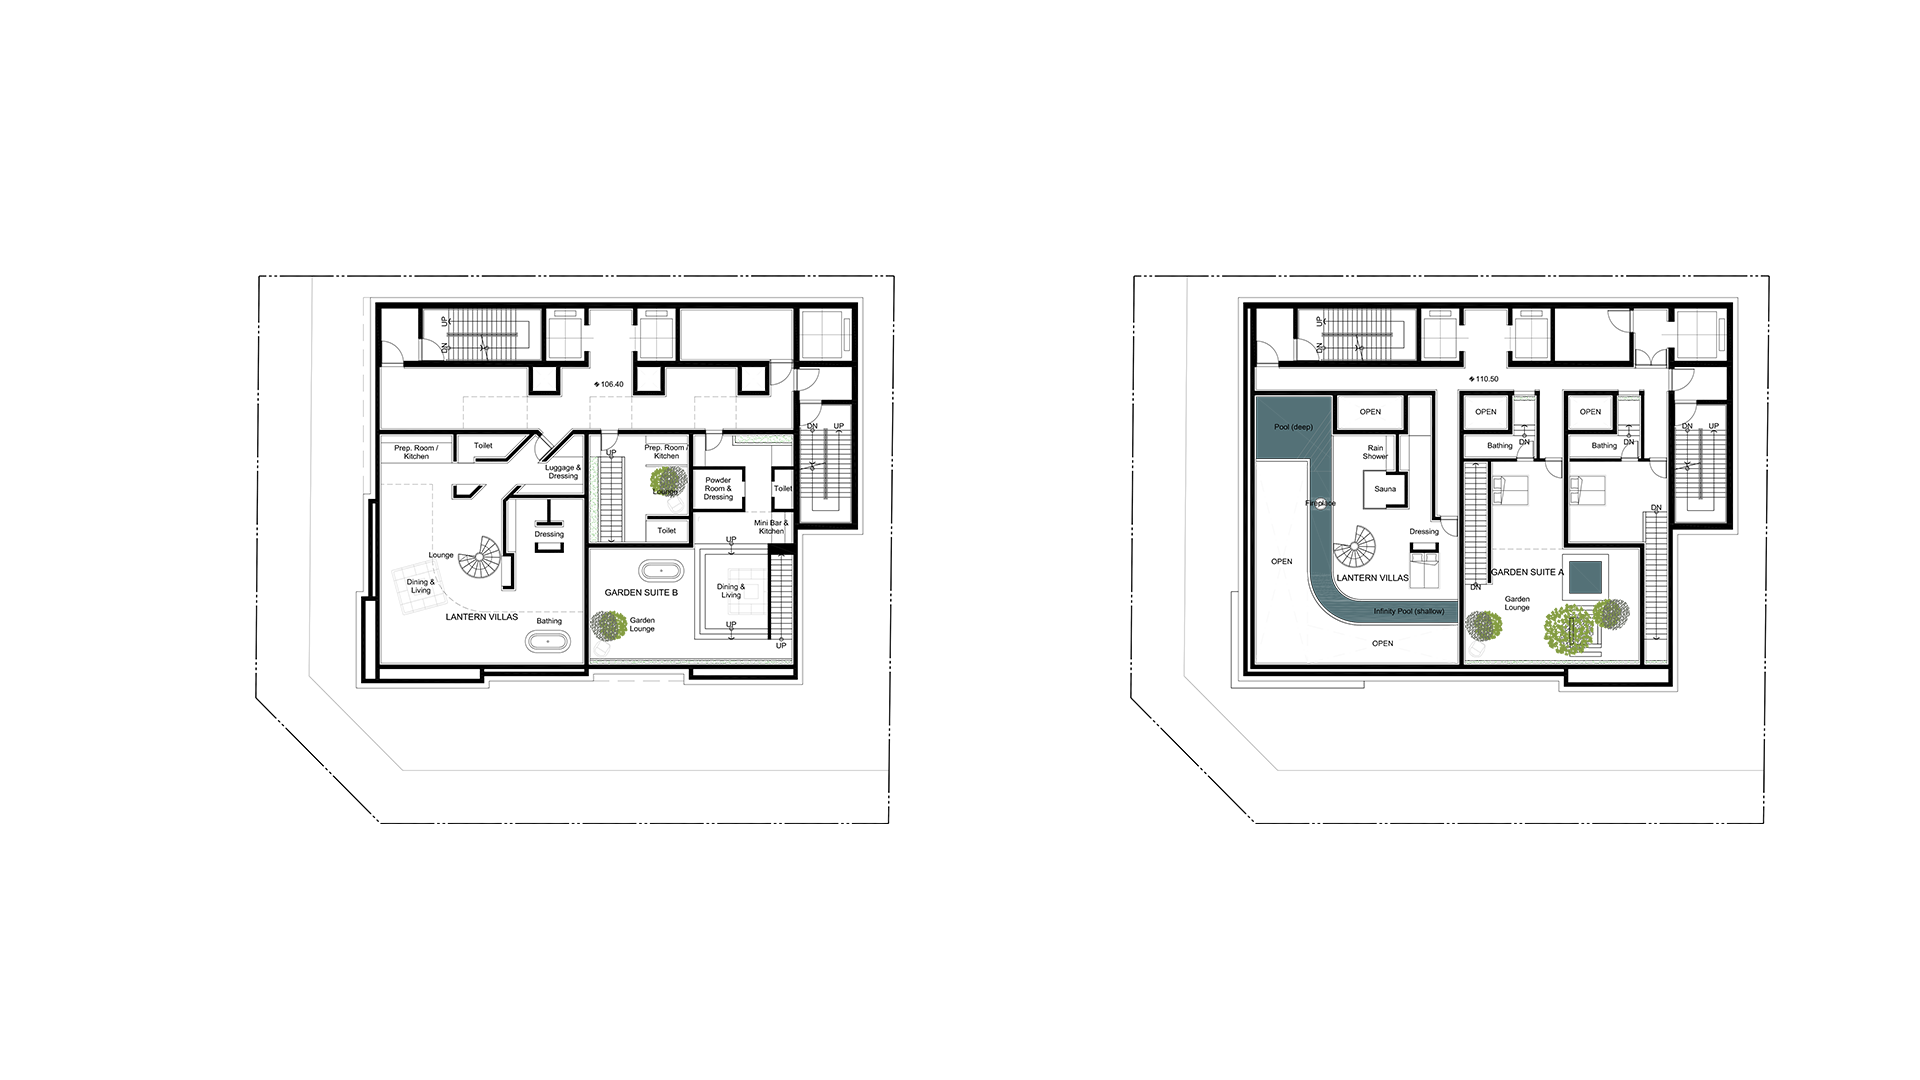 UP
DN
106.40
DN
UP
Prep. Room /
Kitchen
Toilet
Luggage &
Dressing
UP
Prep. Room /
Kitchen
Lounge
Toilet
Powder
Room &
Dressing
Toilet
Mini Bar &
Kitchen
Dressing
Lounge
Dining &
Living
LANTERN VILLAS
Bathing
GARDEN SUITE B
Garden
Lounge
UP
Dining &
Living
UP
UP
UP
DN
110.50
DN
UP
Pool (deep)
OPEN
OPEN
OPEN
Rain
Shower
Sauna
Fireplace
Bathing
DN
Bathing
DN
Dressing
OPEN
LANTERN VILLAS
Infinity Pool (shallow)
OPEN
DN
GARDEN SUITE A
Garden
Lounge
DN